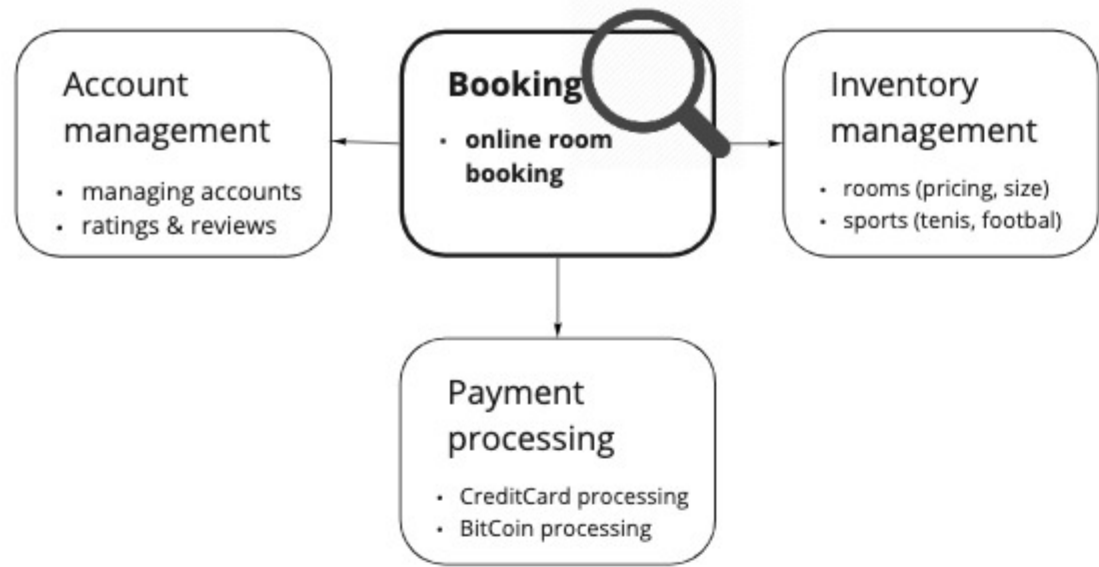 Account
management
• managing accounts
• ratings & reviews
Booking
• online room
booking
Inventory
management
• rooms (pricing, size)
• sports (tenis, footbal)
Payment
processing
• CreditCard processing
• BitCoin processing